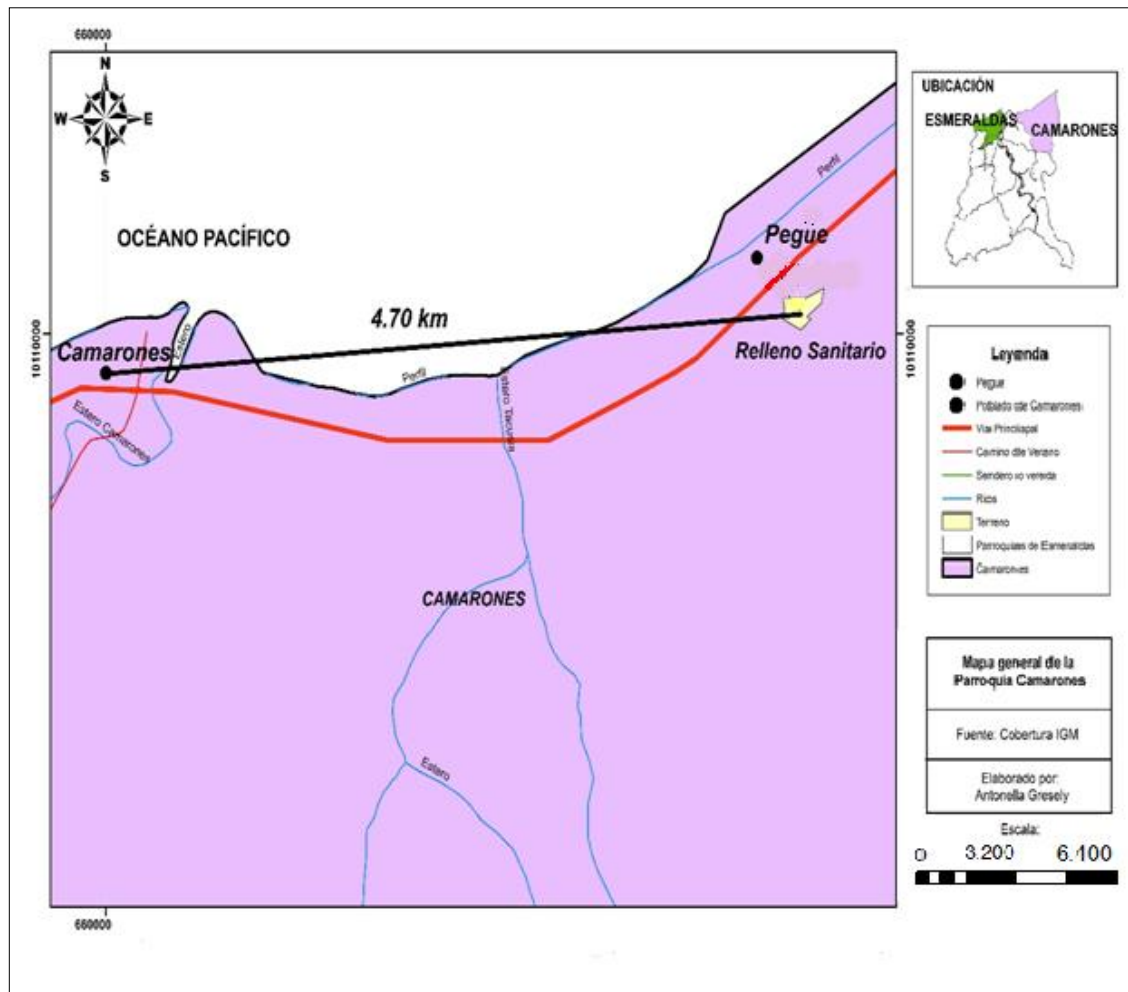 660000
N
W
E
S
OCÉANO PACÍFICO
Perfil
Pegüe
4.70 km
Estero
Relleno Sanitario
10110000
10110000
Camarones
Perfil
Estero Camarones
CAMARONES
Estero
660000
UBICACIÓN
ESMERALDAS
CAMARONES
Leyenda
Pegue
Poblado de Camarones
Vía Principal
Camino de Verano
Sendero o vereda
Ríos
Terreno
Parroquias de Esmeraldas
Camarones
Mapa general de la
Parroquia Camarones
Fuente: Cobertura IGM
Elaborado por:
Antonella Gresely
Escala:
0 3.200 6.400